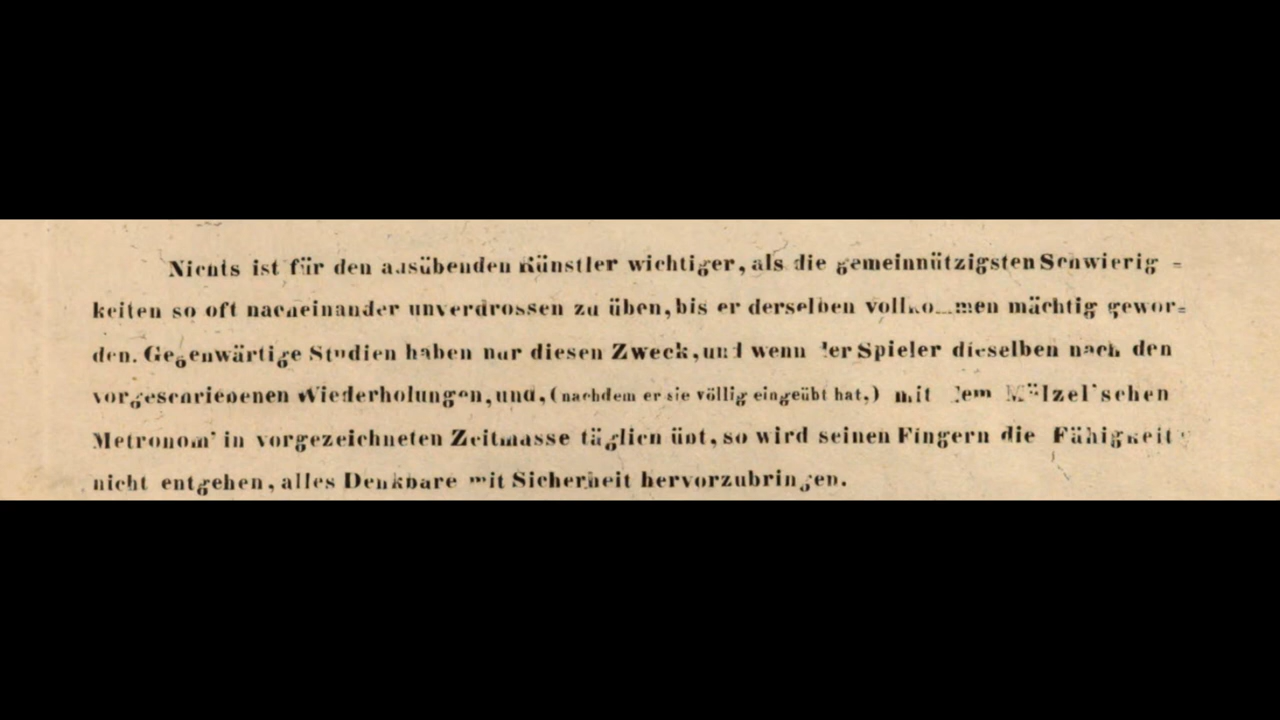 Nichts ist für den ausübenden Künstler wichtiger, als die gemeinnützigsten Schwierig=
keiten so oft nacheinander unverdrossen zu üben, bis er derselben vollkommen mächtig gewor=
den. Gegenwärtige Studien haben nur diesen Zweck, und wenn der Spieler dieselben nach den
vorgeschriebenen Wiederholungen, und, (nachdem er sie völlig eingeübt hat,) mit dem Mälzel'schen
Metronom' in vorgezeichneten Zeitmasse täglich übt, so wird seinen Fingern die Fähigkeit
nicht entgehen, alles Denkbare mit Sicherheit hervorzubringen.